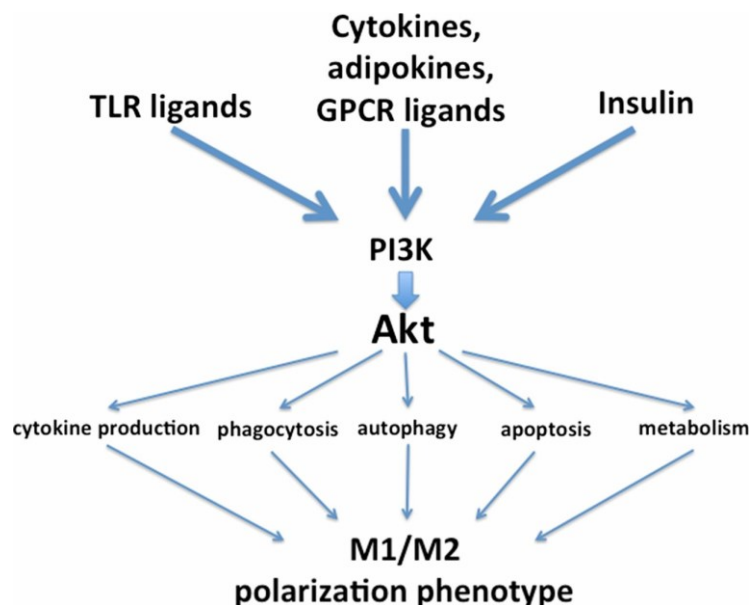 Cytokines,
adipokines,
GPCR ligands
TLR ligands
Insulin
PI3K
Akt
cytokine production
phagocytosis
autophagy
apoptosis
metabolism
M1/M2
polarization phenotype